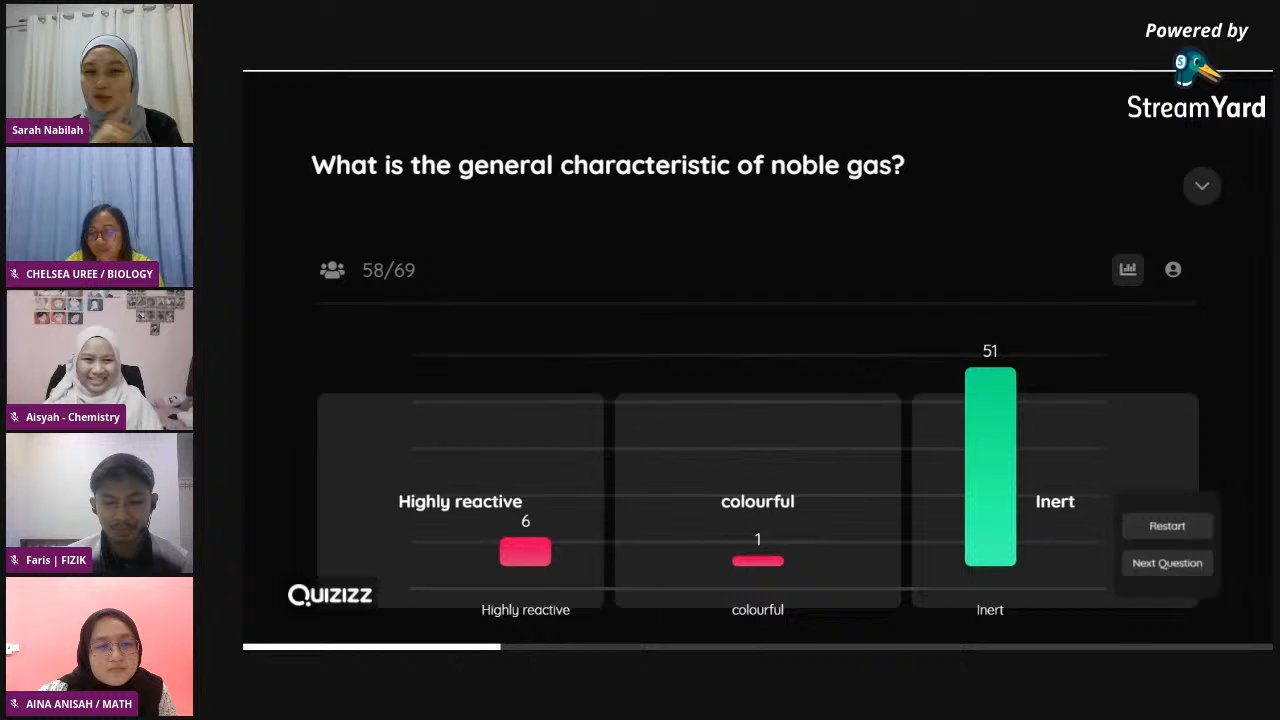 Powered by
StreamYard
Sarah Nabilah
CHELSEA UREE / BIOLOGY
Aisyah - Chemistry
Faris | FIZIK
AINA ANISAH / MATH
What is the general characteristic of noble gas?
58/69
51
Highly reactive
colourful
Inert
6
1
Restart
Next Question
QUIZIZZ
Highly reactive
colourful
Inert